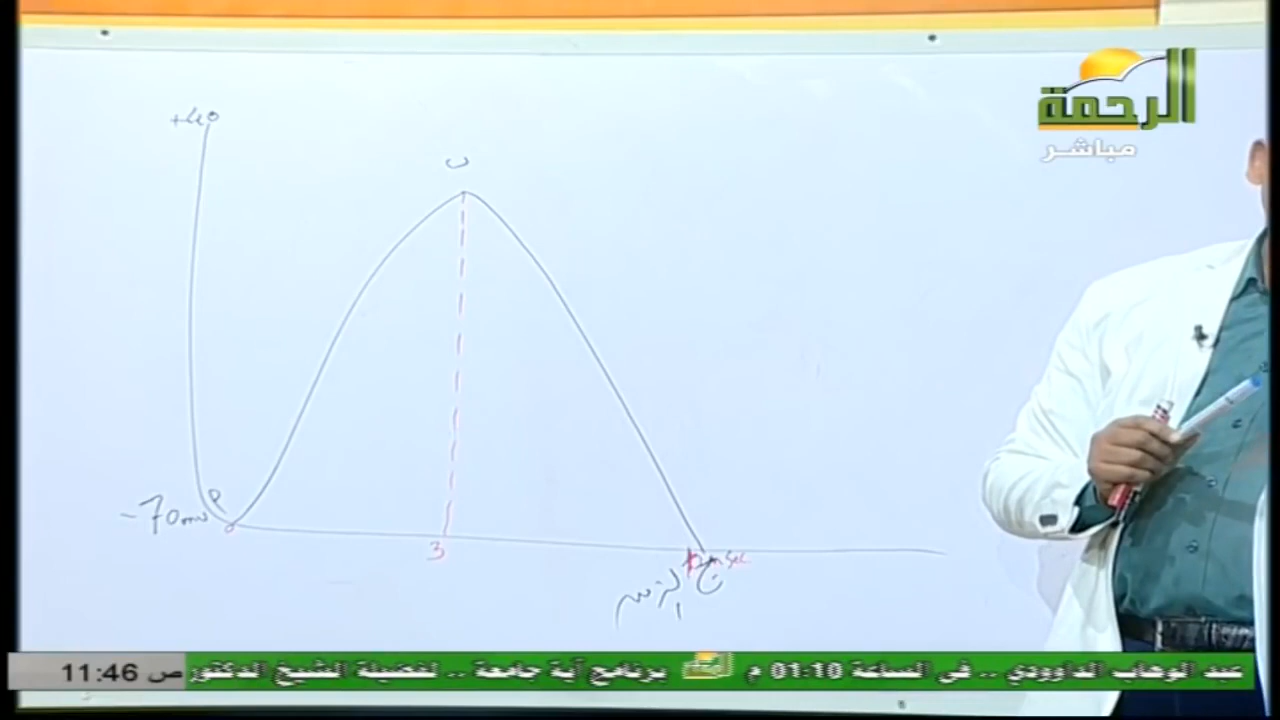 الرحمة
مباشر
+40
ب
-70mv
3
msec
ج
الزمن
عبد الوهاب الداوودي .. في الساعة 01:10 م
برنامج آية جامعة .. لفضيلة الشيخ الدكتور
11:46 ص